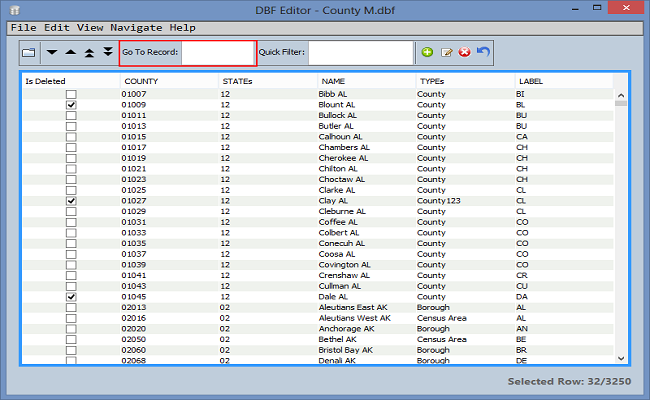 DBF Editor - County M.dbf
File Edit View Navigate Help
Go To Record: Quick Filter:
Is Deleted COUNTY STATEs NAME TYPEs LABEL
01007 12 Bibb AL County BI
01009 12 Blount AL County BL
01011 12 Bullock AL County BU
01013 12 Butler AL County BU
01015 12 Calhoun AL County CA
01017 12 Chambers AL County CH
01019 12 Cherokee AL County CH
01021 12 Chilton AL County CH
01023 12 Choctaw AL County CH
01025 12 Clarke AL County CL
01027 12 Clay AL County123 CL
01029 12 Cleburne AL County CL
01031 12 Coffee AL County CO
01033 12 Colbert AL County CO
01035 12 Conecuh AL County CO
01037 12 Coosa AL County CO
01039 12 Covington AL County CO
01041 12 Crenshaw AL County CR
01043 12 Cullman AL County CU
01045 12 Dale AL County DA
02013 02 Aleutians East AK Borough AL
02016 02 Aleutians West AK Census Area AL
02020 02 Anchorage AK Borough AN
02050 02 Bethel AK Census Area BE
02060 02 Bristol Bay AK Borough BR
02068 02 Denali AK Borough DE
Selected Row: 32/3250